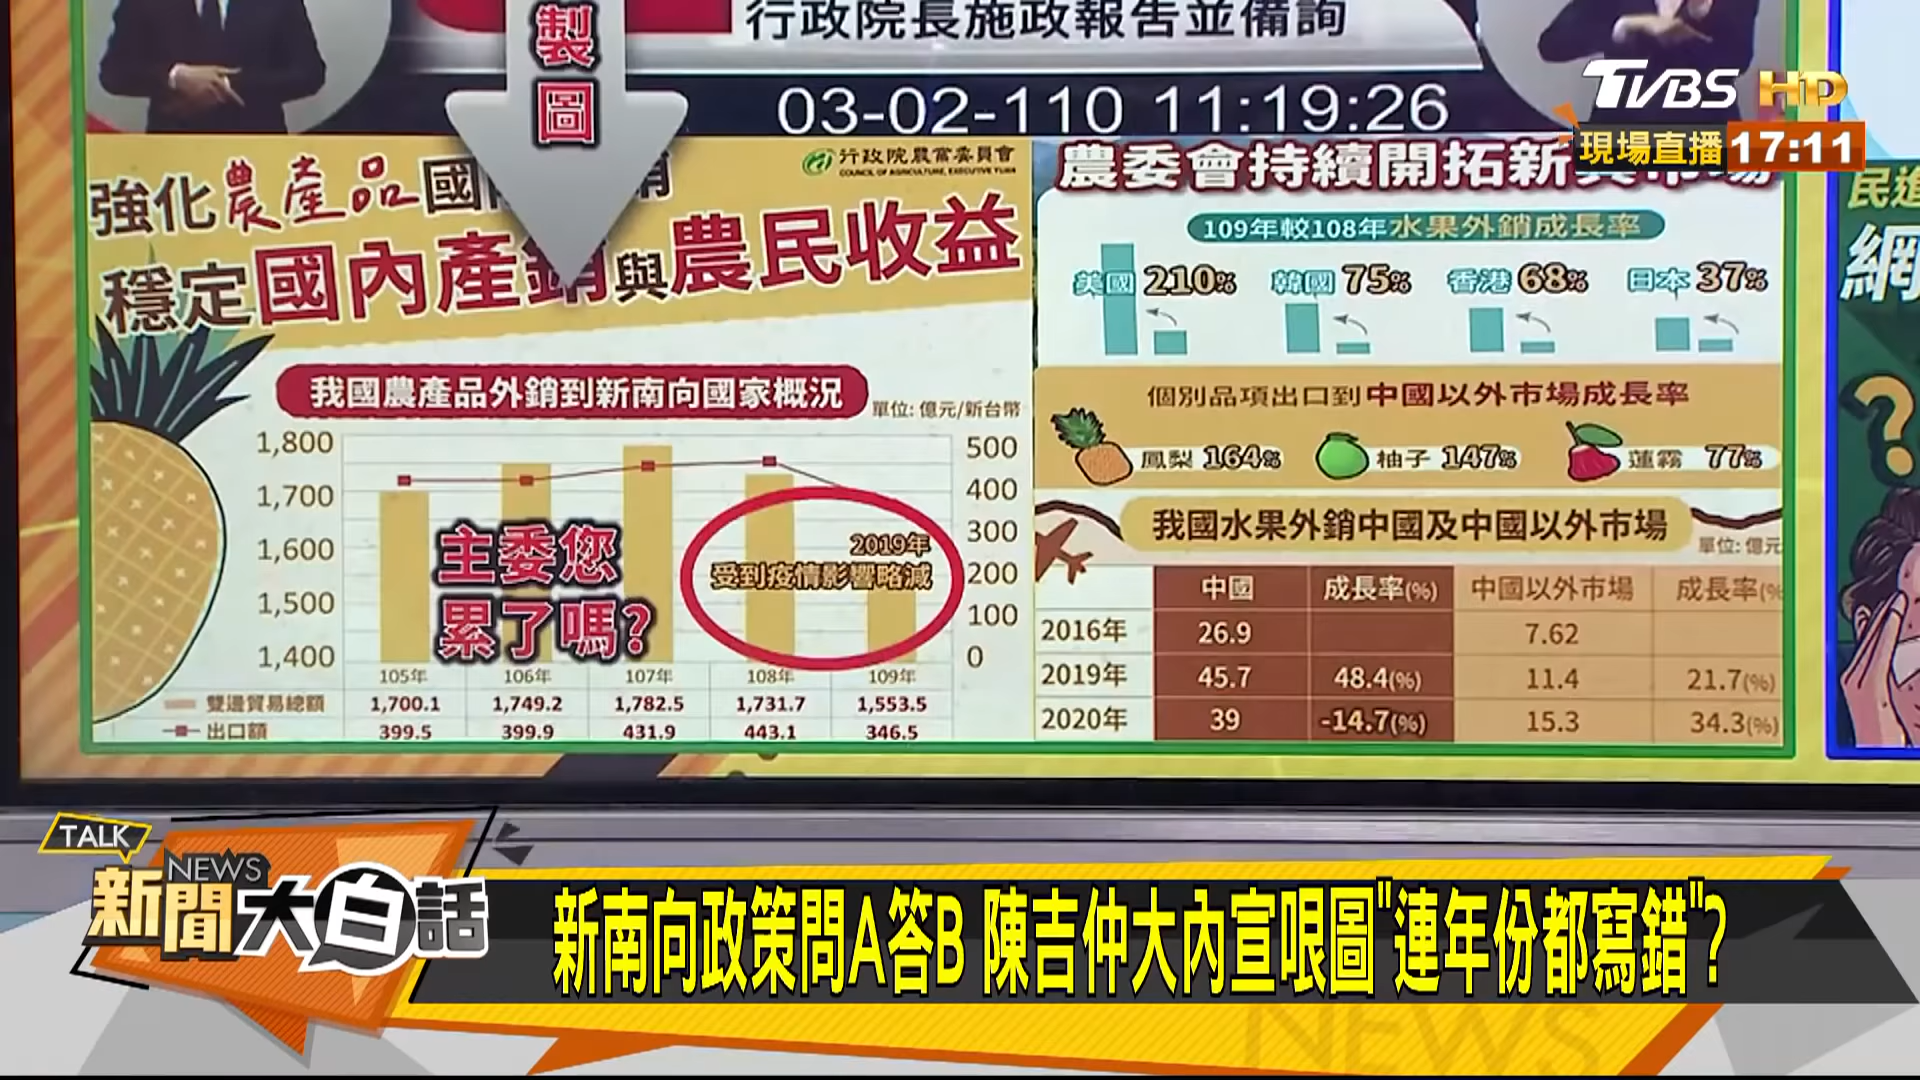 製圖
行政院長施政報告並備詢
03-02-110 11:19:26
TVBS HD
現場直播 17:11
行政院農業委員會
COUNCIL OF AGRICULTURE, EXECUTIVE YUAN
強化農產品國
穩定國內產銷與農民收益
我國農產品外銷到新南向國家概況
單位: 億元/新台幣
1,800
1,700
1,600
1,500
1,400
500
400
300
200
100
0
2019年
受到疫情影響略減
主委您
累了嗎?
105年 106年 107年 108年 109年
雙邊貿易總額 1,700.1 1,749.2 1,782.5 1,731.7 1,553.5
出口額 399.5 399.9 431.9 443.1 346.5
農委會持續開拓新
109年較108年水果外銷成長率
美國 210% 韓國 75% 香港 68% 日本 37%
個別品項出口到中國以外市場成長率
鳳梨 164% 柚子 147% 蓮霧 77%
我國水果外銷中國及中國以外市場
單位: 億元
中國 成長率(%) 中國以外市場 成長率(%
2016年 26.9 7.62
2019年 45.7 48.4(%) 11.4 21.7(%)
2020年 39 -14.7(%) 15.3 34.3(%)
民進
網
?
TALK
NEWS
新聞大白話
新南向政策問A答B 陳吉仲大內宣哏圖"連年份都寫錯"?
NEWS